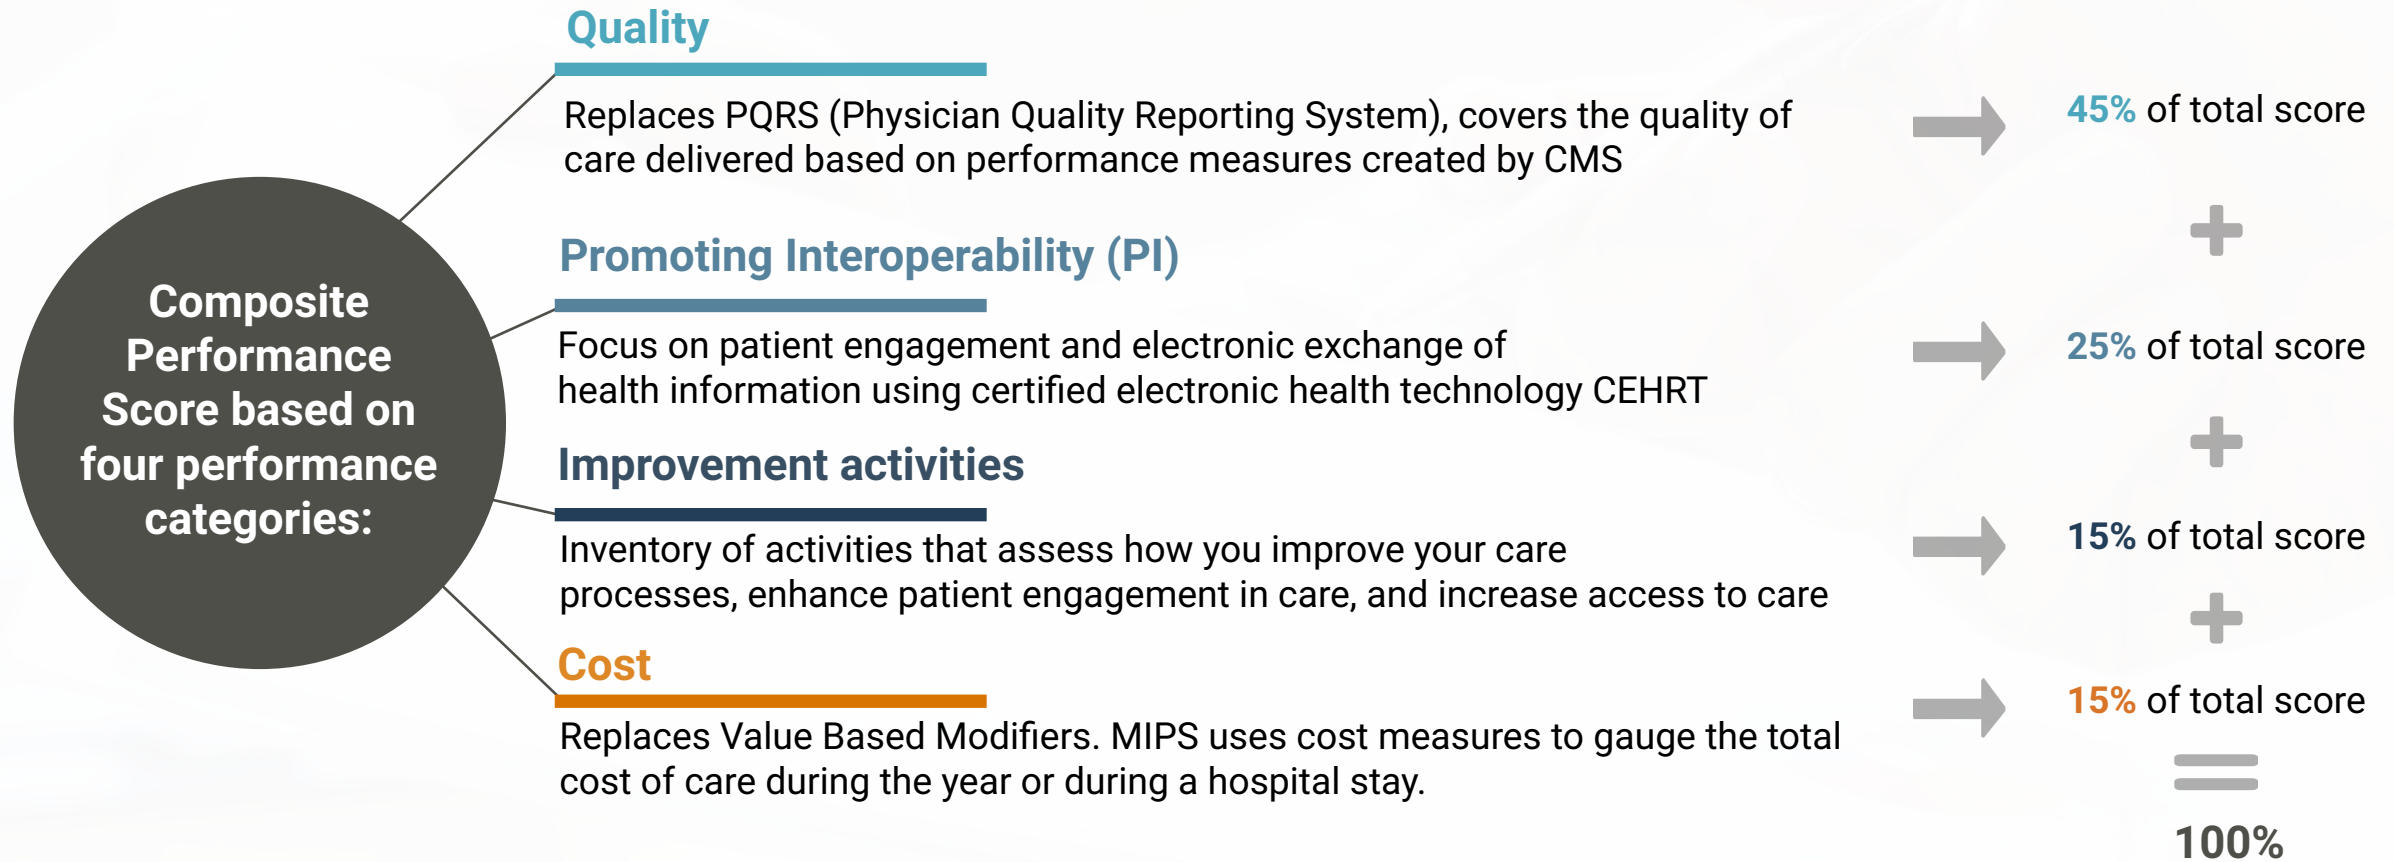 Composite
Performance
Score based on
four performance
categories:
Quality
Replaces PQRS (Physician Quality Reporting System), covers the quality of
care delivered based on performance measures created by CMS
45% of total score
+
Promoting Interoperability (PI)
Focus on patient engagement and electronic exchange of
health information using certified electronic health technology CEHRT
25% of total score
+
Improvement activities
Inventory of activities that assess how you improve your care
processes, enhance patient engagement in care, and increase access to care
15% of total score
+
Cost
Replaces Value Based Modifiers. MIPS uses cost measures to gauge the total
cost of care during the year or during a hospital stay.
15% of total score
=
100%